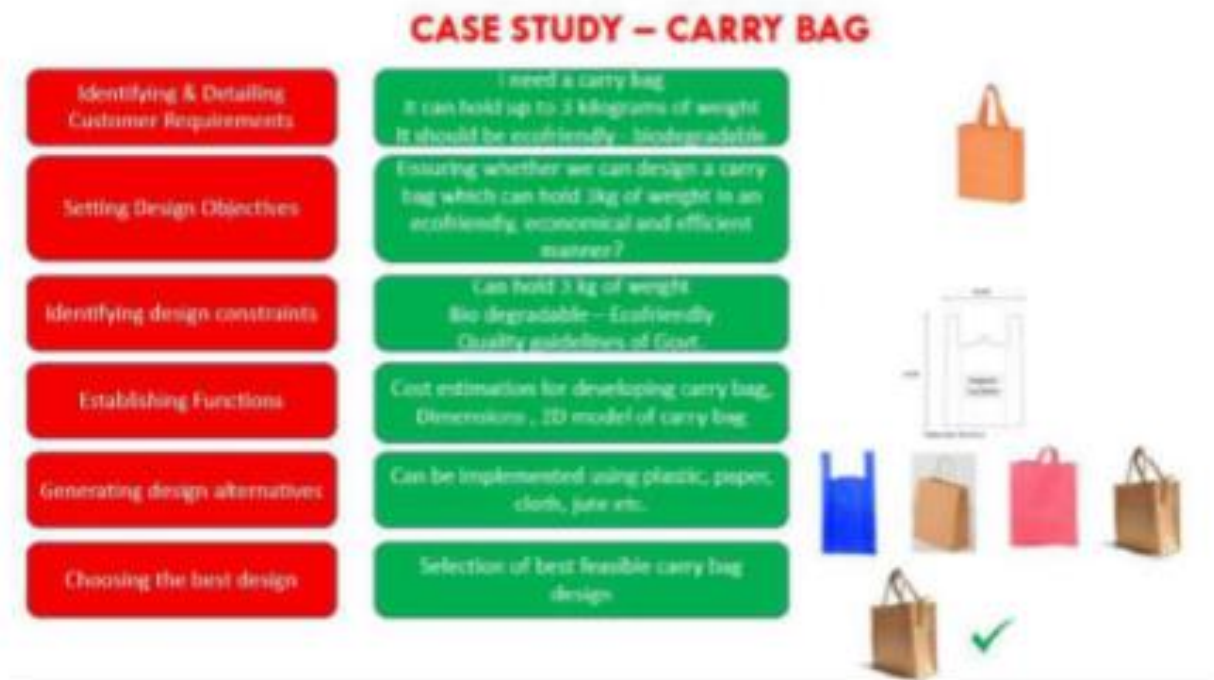 CASE STUDY – CARRY BAG
Identifying & Detailing
Customer Requirements
I need a carry bag
It can hold up to 3 kilograms of weight
It should be ecofriendly - biodegradable
Setting Design Objectives
Ensuring whether we can design a carry
bag which can hold 3kg of weight in an
ecofriendly, economical and efficient
manner?
Identifying design constraints
Can hold 3 kg of weight
Bio degradable – Ecofriendly
Quality guidelines of Govt.
Establishing Functions
Cost estimation for developing carry bag,
Dimensions , 2D model of carry bag
Generating design alternatives
Can be implemented using plastic, paper,
cloth, jute etc.
Choosing the best design
Selection of best feasible carry bag
design